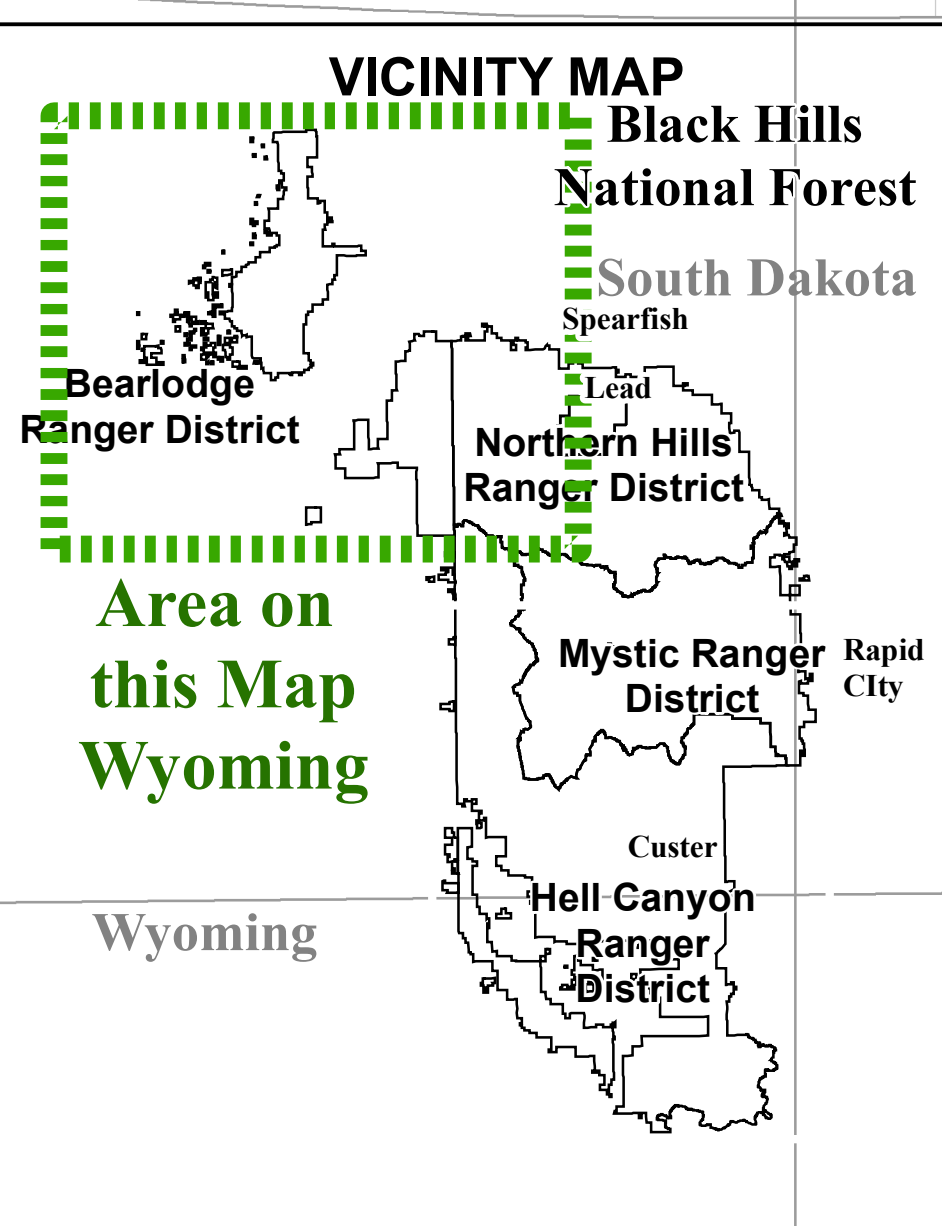 VICINITY MAP
Black Hills
National Forest
South Dakota
Spearfish
Lead
Bearlodge
Ranger District
Northern Hills
Ranger District
Area on
this Map
Wyoming
Mystic Ranger
District
Rapid
CIty
Custer
Hell Canyon
Ranger
District
Wyoming